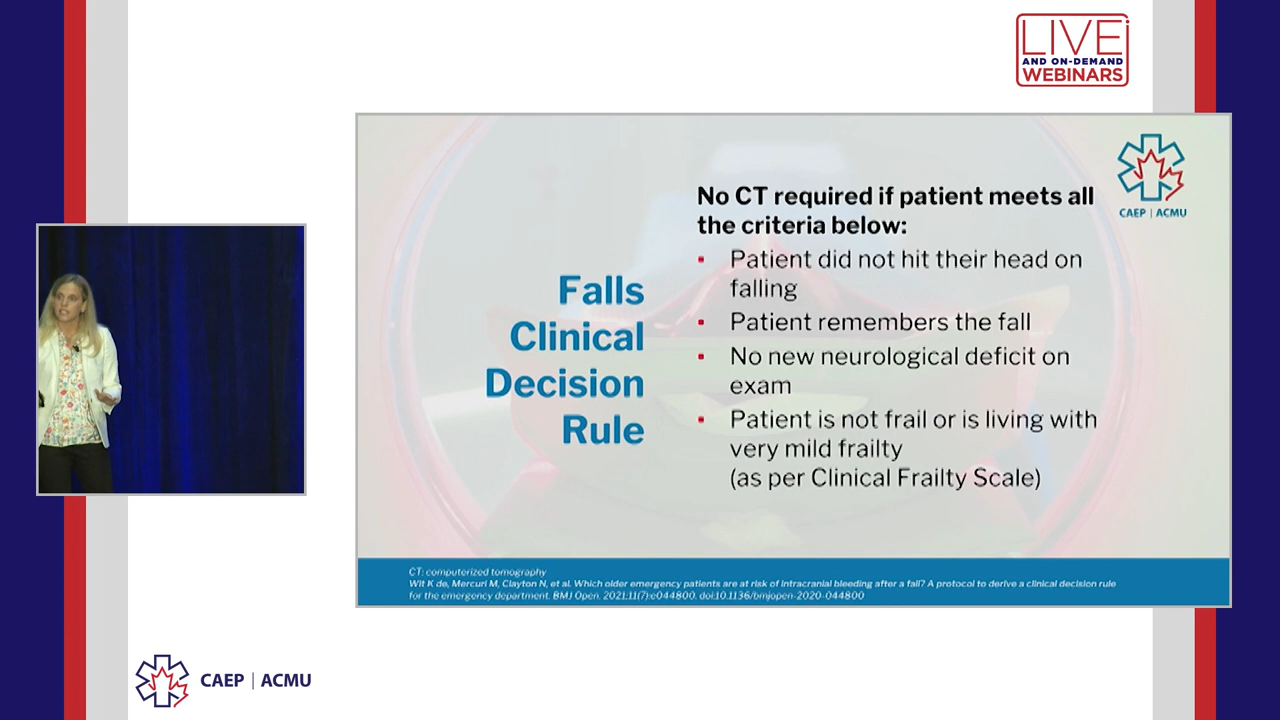 LIVE
AND ON-DEMAND
WEBINARS
CAEP | ACMU
No CT required if patient meets all
the criteria below:
Falls
Clinical
Decision
Rule
▪ Patient did not hit their head on
falling
▪ Patient remembers the fall
▪ No new neurological deficit on
exam
▪ Patient is not frail or is living with
very mild frailty
(as per Clinical Frailty Scale)
CT: computerized tomography
Wit K de, Mercuri M, Clayton N, et al. Which older emergency patients are at risk of intracranial bleeding after a fall? A protocol to derive a clinical decision rule
for the emergency department. BMJ Open. 2021;11(7):e044800. doi:10.1136/bmjopen-2020-044800
CAEP | ACMU